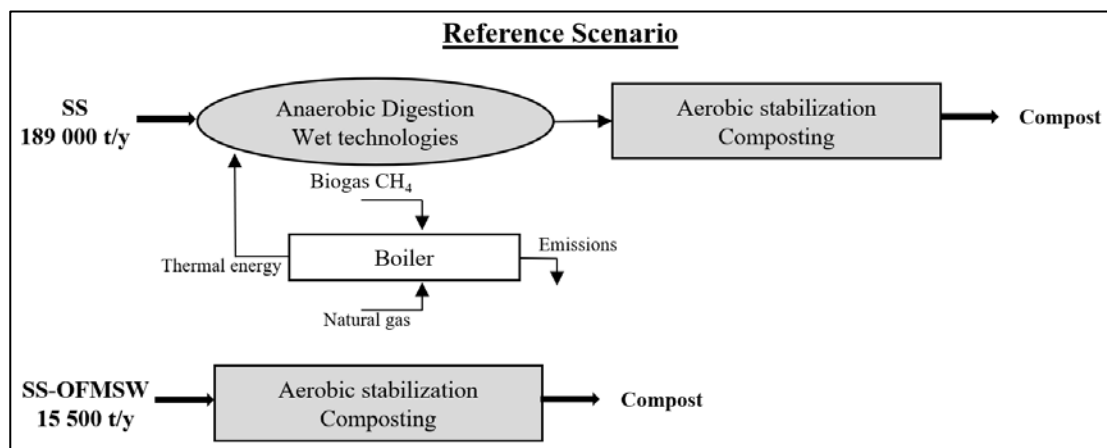 Reference Scenario
SS
189 000 t/y
Anaerobic Digestion
Wet technologies
Aerobic stabilization
Composting
Compost
Biogas CH₄
Boiler
Emissions
Thermal energy
Natural gas
SS-OFMSW
15 500 t/y
Aerobic stabilization
Composting
Compost